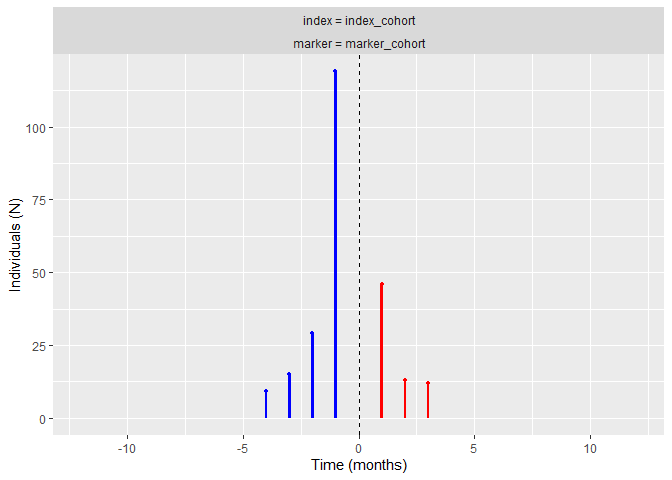 index = index_cohort
marker = marker_cohort
Individuals (N)
100
75
50
25
0
-10
-5
0
5
10
Time (months)